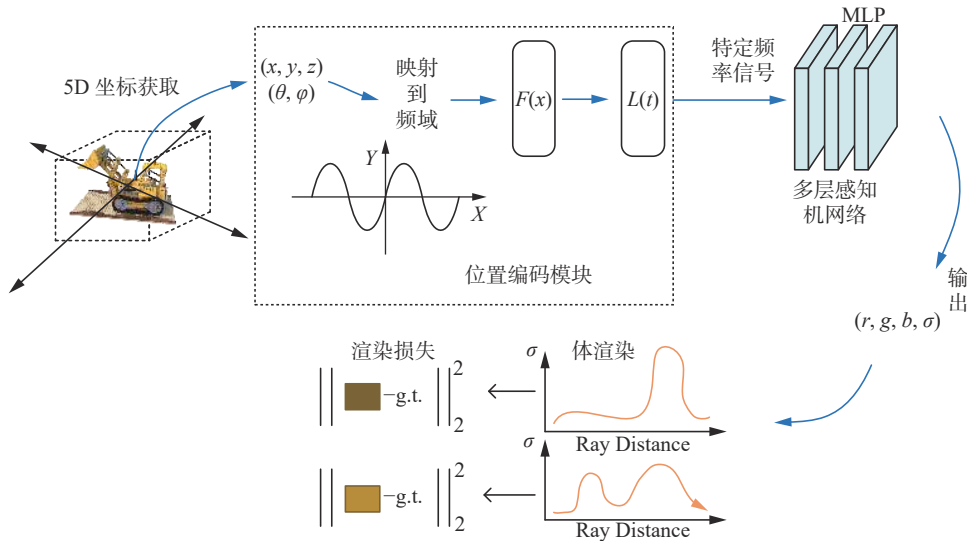 MLP
5D 坐标获取
(x, y, z)
(θ, φ)
映射
到
频域
F(x)
L(t)
特定频
率信号
Y
X
位置编码模块
多层感知
机网络
输
出
(r, g, b, σ)
渲染损失
体渲染
−g.t.
2
2
σ
Ray Distance
−g.t.
2
2
σ
Ray Distance